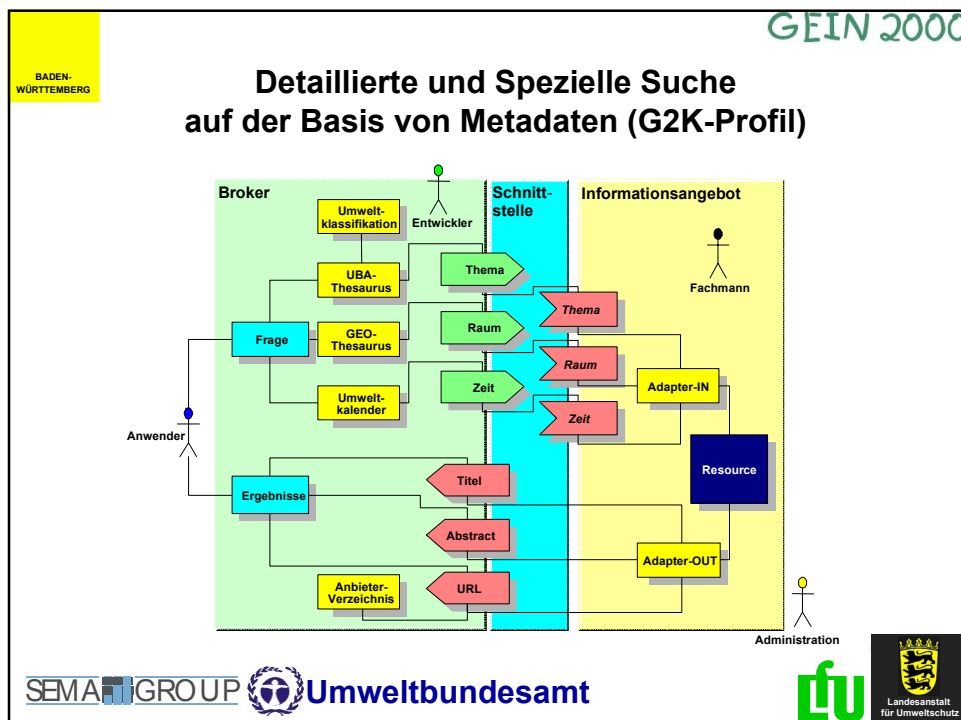 GEIN 2000
BADEN-
WÜRTTEMBERG
Detaillierte und Spezielle Suche
auf der Basis von Metadaten (G2K-Profil)
Broker
Schnitt-
stelle
Informationsangebot
Umwelt-
klassifikation
Entwickler
UBA-
Thesaurus
Thema
Fachmann
Thema
Frage
GEO-
Thesaurus
Raum
Raum
Adapter-IN
Umwelt-
kalender
Zeit
Zeit
Anwender
Resource
Titel
Ergebnisse
Abstract
Adapter-OUT
Anbieter-
Verzeichnis
URL
Administration
SEMA GROUP
Umweltbundesamt
LfU
Landesanstalt
für Umweltschutz